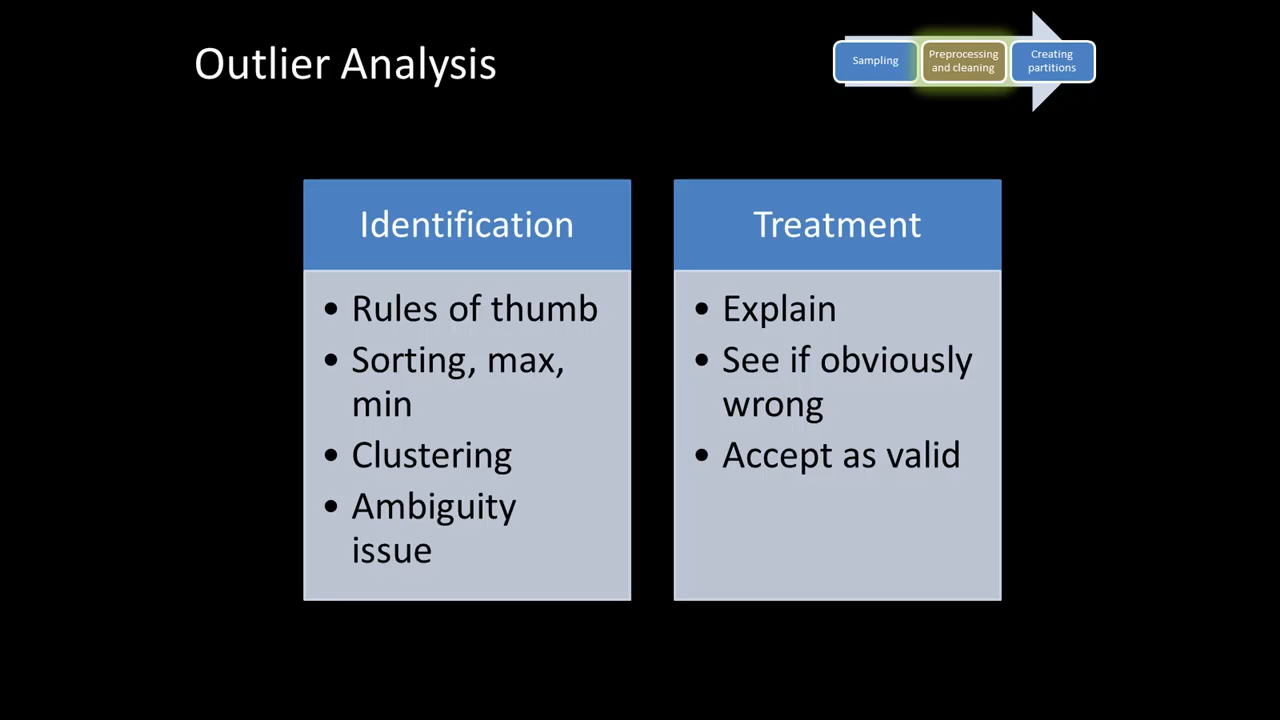 Outlier Analysis
Sampling
Preprocessing
and cleaning
Creating
partitions
Identification
• Rules of thumb
• Sorting, max,
min
• Clustering
• Ambiguity
issue
Treatment
• Explain
• See if obviously
wrong
• Accept as valid